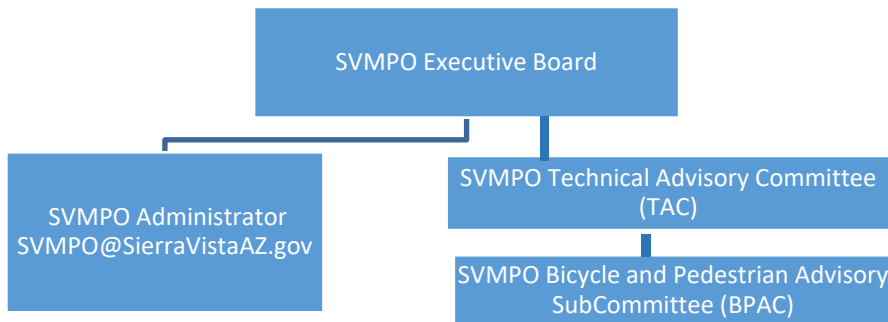 SVMPO Executive Board
SVMPO Administrator
SVMPO@SierraVistaAZ.gov
SVMPO Technical Advisory Committee
(TAC)
SVMPO Bicycle and Pedestrian Advisory
SubCommittee (BPAC)